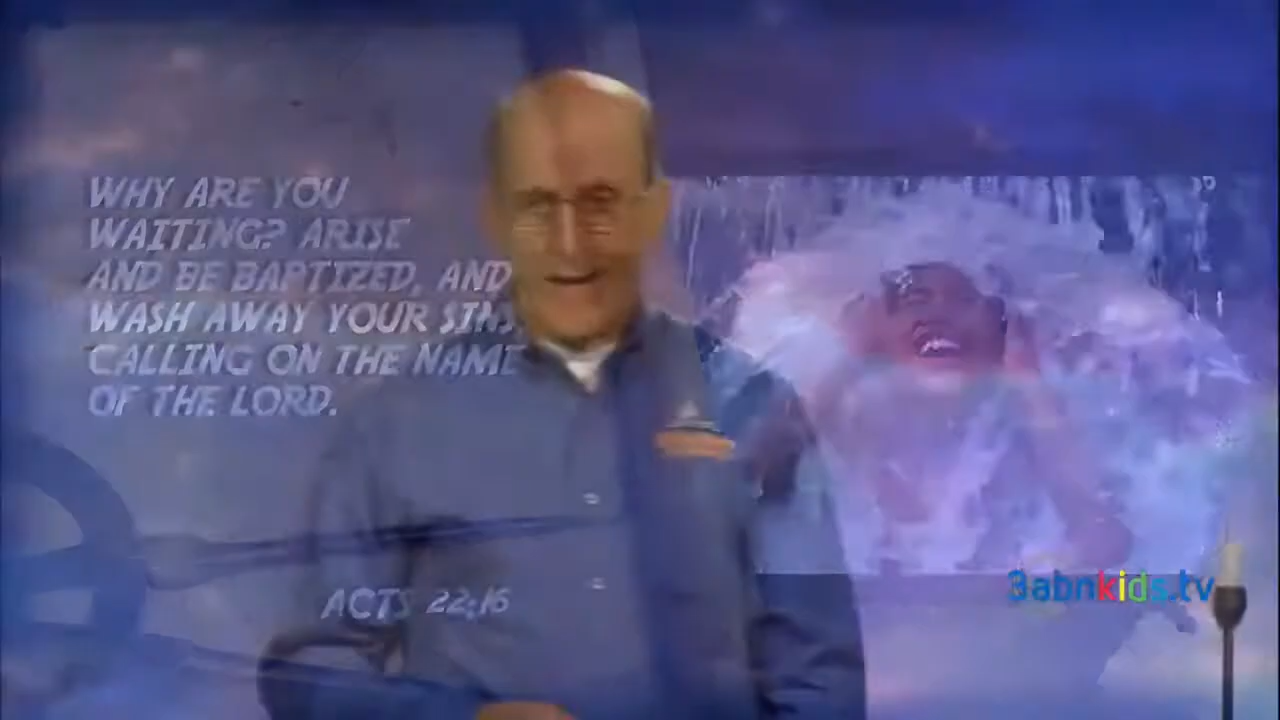 WHY ARE YOU
WAITING? ARISE
AND BE BAPTIZED, AND
WASH AWAY YOUR SINS,
CALLING ON THE NAME
OF THE LORD.
ACTS 22:16
3abnkids.tv